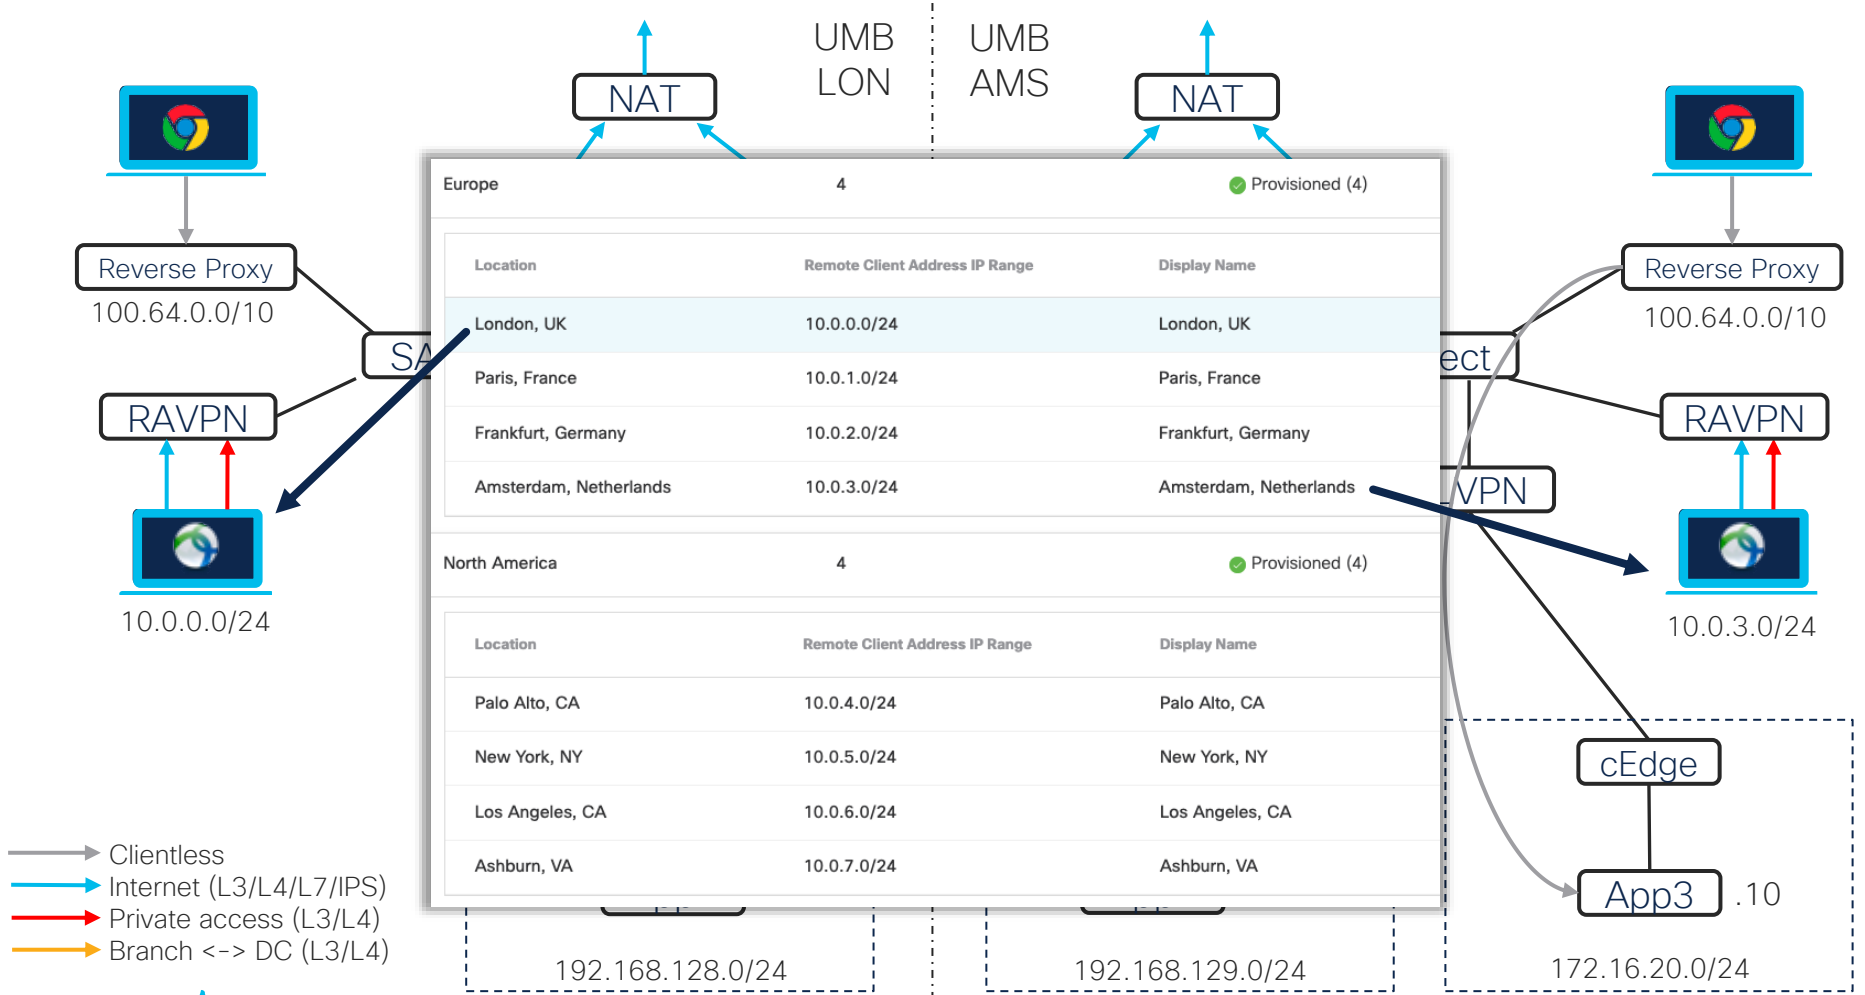 UMB
LON
UMB
AMS
NAT
NAT
Reverse Proxy
100.64.0.0/10
Reverse Proxy
100.64.0.0/10
RAVPN
10.0.0.0/24
RAVPN
10.0.3.0/24
Europe 4 Provisioned (4)
Location Remote Client Address IP Range Display Name
London, UK 10.0.0.0/24 London, UK
Paris, France 10.0.1.0/24 Paris, France
Frankfurt, Germany 10.0.2.0/24 Frankfurt, Germany
Amsterdam, Netherlands 10.0.3.0/24 Amsterdam, Netherlands
North America 4 Provisioned (4)
Location Remote Client Address IP Range Display Name
Palo Alto, CA 10.0.4.0/24 Palo Alto, CA
New York, NY 10.0.5.0/24 New York, NY
Los Angeles, CA 10.0.6.0/24 Los Angeles, CA
Ashburn, VA 10.0.7.0/24 Ashburn, VA
cEdge
App3 .10
172.16.20.0/24
192.168.128.0/24
192.168.129.0/24
Clientless
Internet (L3/L4/L7/IPS)
Private access (L3/L4)
Branch <-> DC (L3/L4)